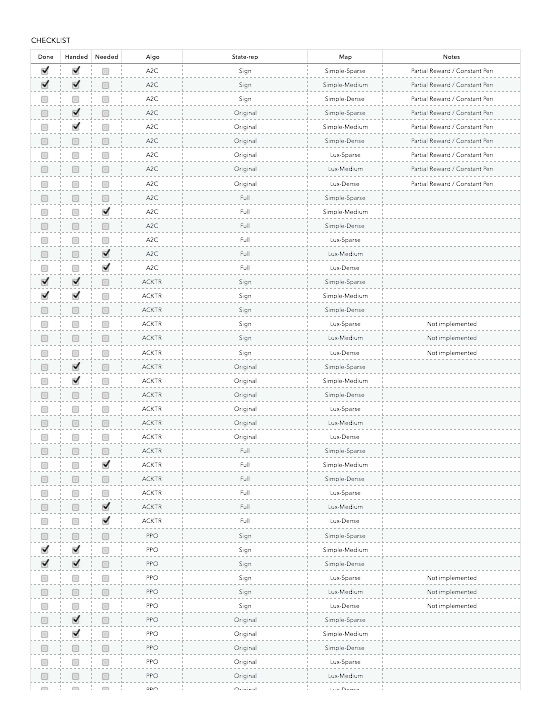 CHECKLIST
Done Handed Needed Algo State-rep Map Notes
A2C Sign Simple-Sparse Partial Reward / Constant Pen
A2C Sign Simple-Medium Partial Reward / Constant Pen
A2C Sign Simple-Dense Partial Reward / Constant Pen
A2C Original Simple-Sparse Partial Reward / Constant Pen
A2C Original Simple-Medium Partial Reward / Constant Pen
A2C Original Simple-Dense Partial Reward / Constant Pen
A2C Original Lux-Sparse Partial Reward / Constant Pen
A2C Original Lux-Medium Partial Reward / Constant Pen
A2C Original Lux-Dense Partial Reward / Constant Pen
A2C Full Simple-Sparse
A2C Full Simple-Medium
A2C Full Simple-Dense
A2C Full Lux-Sparse
A2C Full Lux-Medium
A2C Full Lux-Dense
ACKTR Sign Simple-Sparse
ACKTR Sign Simple-Medium
ACKTR Sign Simple-Dense
ACKTR Sign Lux-Sparse Not implemented
ACKTR Sign Lux-Medium Not implemented
ACKTR Sign Lux-Dense Not implemented
ACKTR Original Simple-Sparse
ACKTR Original Simple-Medium
ACKTR Original Simple-Dense
ACKTR Original Lux-Sparse
ACKTR Original Lux-Medium
ACKTR Original Lux-Dense
ACKTR Full Simple-Sparse
ACKTR Full Simple-Medium
ACKTR Full Simple-Dense
ACKTR Full Lux-Sparse
ACKTR Full Lux-Medium
ACKTR Full Lux-Dense
PPO Sign Simple-Sparse
PPO Sign Simple-Medium
PPO Sign Simple-Dense
PPO Sign Lux-Sparse Not implemented
PPO Sign Lux-Medium Not implemented
PPO Sign Lux-Dense Not implemented
PPO Original Simple-Sparse
PPO Original Simple-Medium
PPO Original Simple-Dense
PPO Original Lux-Sparse
PPO Original Lux-Medium
PPO Original Lux-Dense